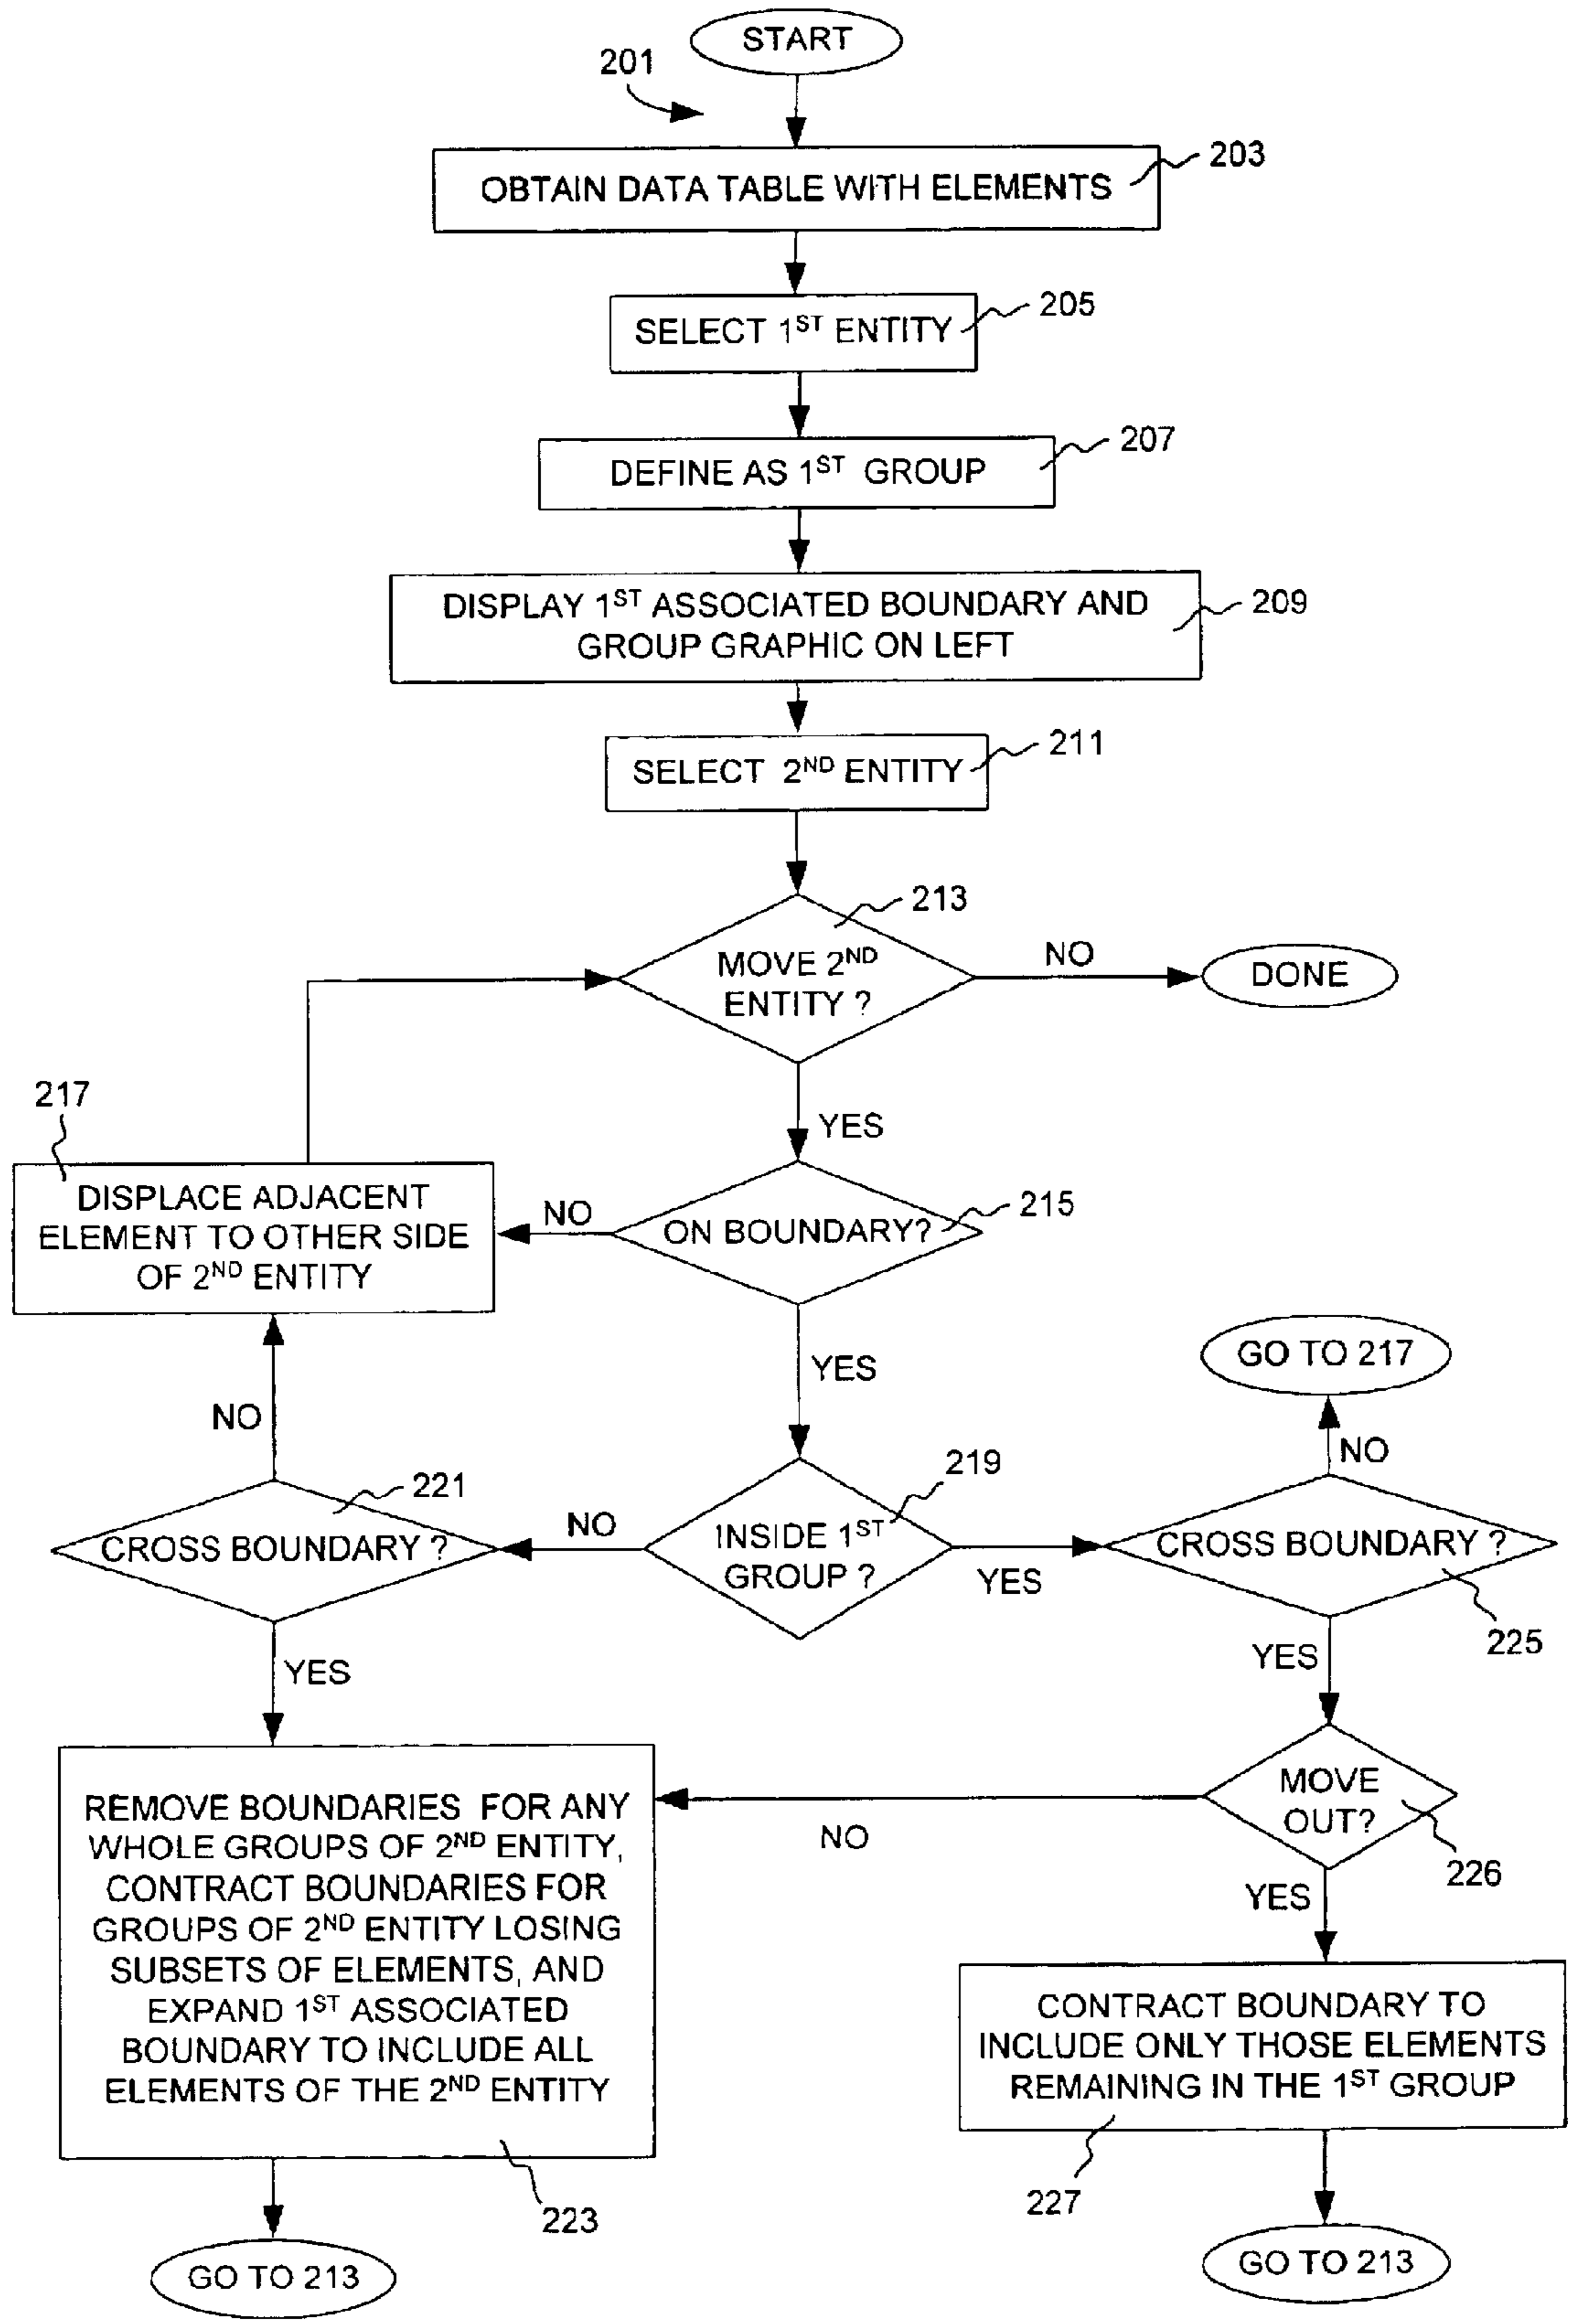 START
201
203
OBTAIN DATA TABLE WITH ELEMENTS
205
SELECT 1ST ENTITY
207
DEFINE AS 1ST GROUP
209
DISPLAY 1ST ASSOCIATED BOUNDARY AND
GROUP GRAPHIC ON LEFT
211
SELECT 2ND ENTITY
213
MOVE 2ND
ENTITY ?
NO
DONE
YES
217
DISPLACE ADJACENT
ELEMENT TO OTHER SIDE
OF 2ND ENTITY
NO
215
ON BOUNDARY?
YES
GO TO 217
NO
NO
221
CROSS BOUNDARY ?
NO
219
INSIDE 1ST
GROUP ?
YES
CROSS BOUNDARY ?
225
YES
YES
MOVE
OUT?
226
NO
YES
REMOVE BOUNDARIES FOR ANY
WHOLE GROUPS OF 2ND ENTITY,
CONTRACT BOUNDARIES FOR
GROUPS OF 2ND ENTITY LOSING
SUBSETS OF ELEMENTS, AND
EXPAND 1ST ASSOCIATED
BOUNDARY TO INCLUDE ALL
ELEMENTS OF THE 2ND ENTITY
223
CONTRACT BOUNDARY TO
INCLUDE ONLY THOSE ELEMENTS
REMAINING IN THE 1ST GROUP
227
GO TO 213
GO TO 213